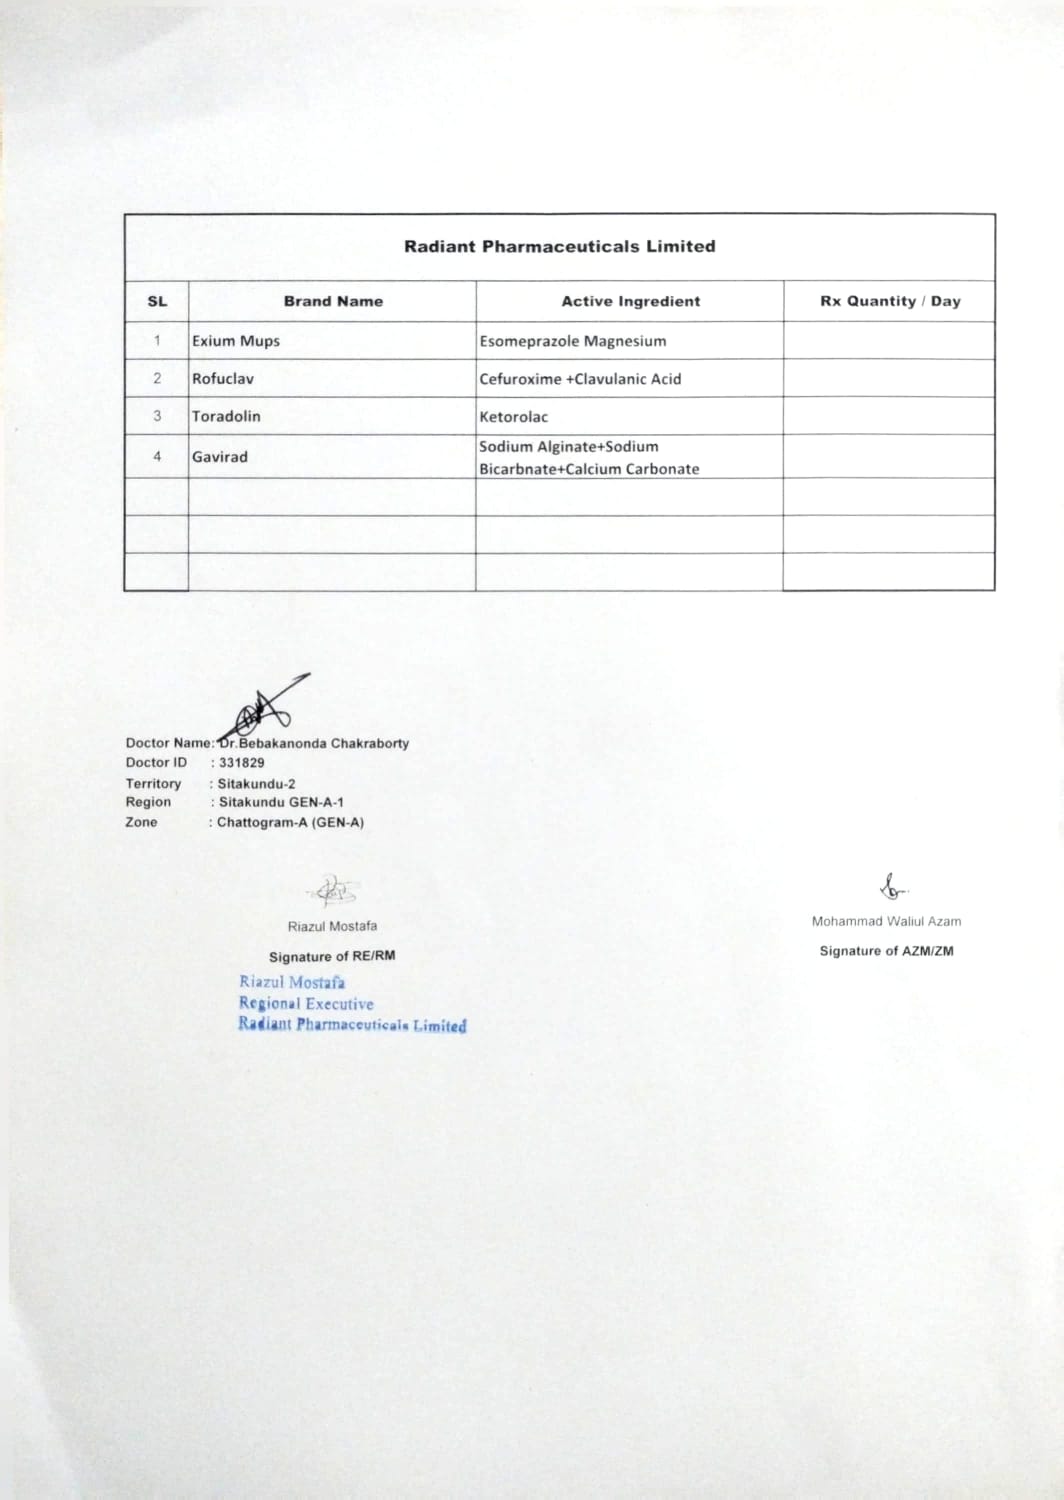 Radiant Pharmaceuticals Limited
SL Brand Name Active Ingredient Rx Quantity / Day
1 Exium Mups Esomeprazole Magnesium
2 Rofuclav Cefuroxime +Clavulanic Acid
3 Toradolin Ketorolac
4 Gavirad Sodium Alginate+Sodium
Bicarbnate+Calcium Carbonate
Doctor Name: Dr.Bebakanonda Chakraborty
Doctor ID : 331829
Territory : Sitakundu-2
Region : Sitakundu GEN-A-1
Zone : Chattogram-A (GEN-A)
Riazul Mostafa
Signature of RE/RM
Riazul Mostafa
Regional Executive
Radiant Pharmaceuticals Limited
Mohammad Waliul Azam
Signature of AZM/ZM